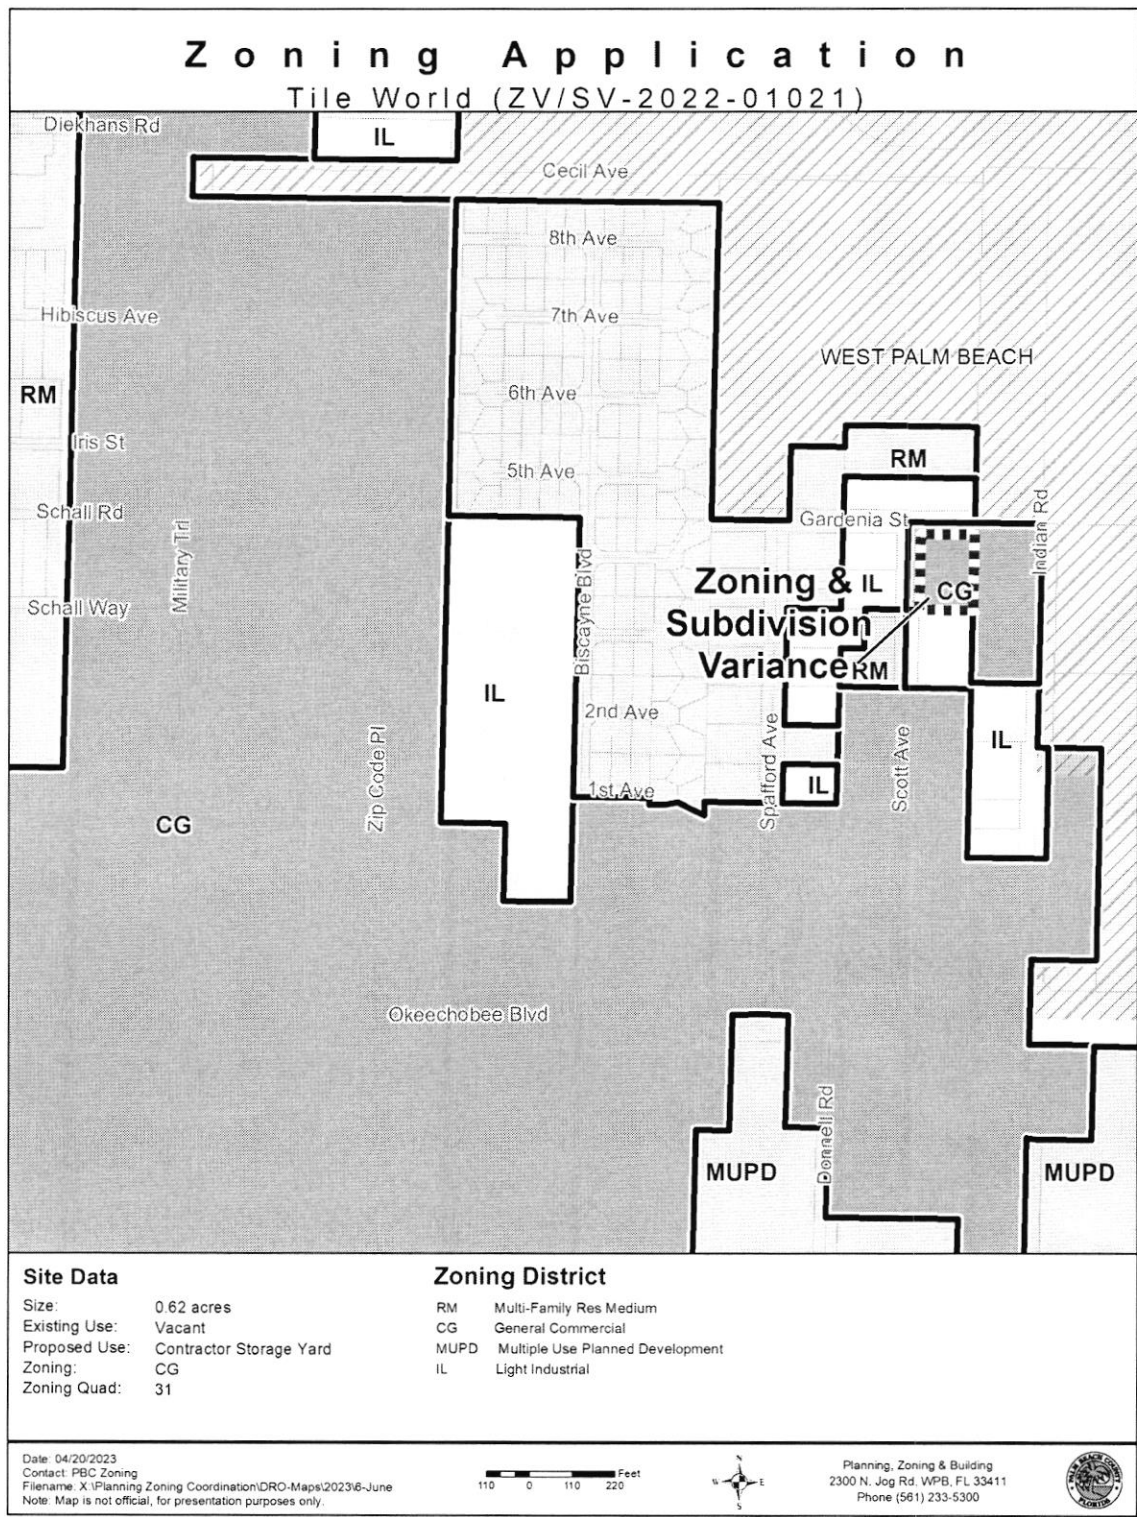 Zoning Application
Tile World (ZV/SV-2022-01021)
Diekhans Rd
IL
Cecil Ave
8th Ave
Hibiscus Ave
7th Ave
WEST PALM BEACH
RM
6th Ave
Iris St
RM
5th Ave
Schall Rd
Gardenia St
Indian Rd
Military Trl
Biscayne Blvd
Zoning &
Subdivision
Variance
IL
CG
Schall Way
RM
IL
2nd Ave
Spafford Ave
Scott Ave
IL
Zip Code Pl
1st Ave
IL
CG
Okeechobee Blvd
Donnell Rd
MUPD
MUPD
Site Data
Size: 0.62 acres
Existing Use: Vacant
Proposed Use: Contractor Storage Yard
Zoning: CG
Zoning Quad: 31
Zoning District
RM Multi-Family Res Medium
CG General Commercial
MUPD Multiple Use Planned Development
IL Light Industrial
Date: 04/20/2023
Contact: PBC Zoning
Filename: X:\Planning Zoning Coordination\DRO-Maps\2023\6-June
Note: Map is not official, for presentation purposes only.
Feet
110 0 110 220
N
W E
S
Planning, Zoning & Building
2300 N. Jog Rd, WPB, FL 33411
Phone (561) 233-5300
PALM BEACH COUNTY
FLORIDA